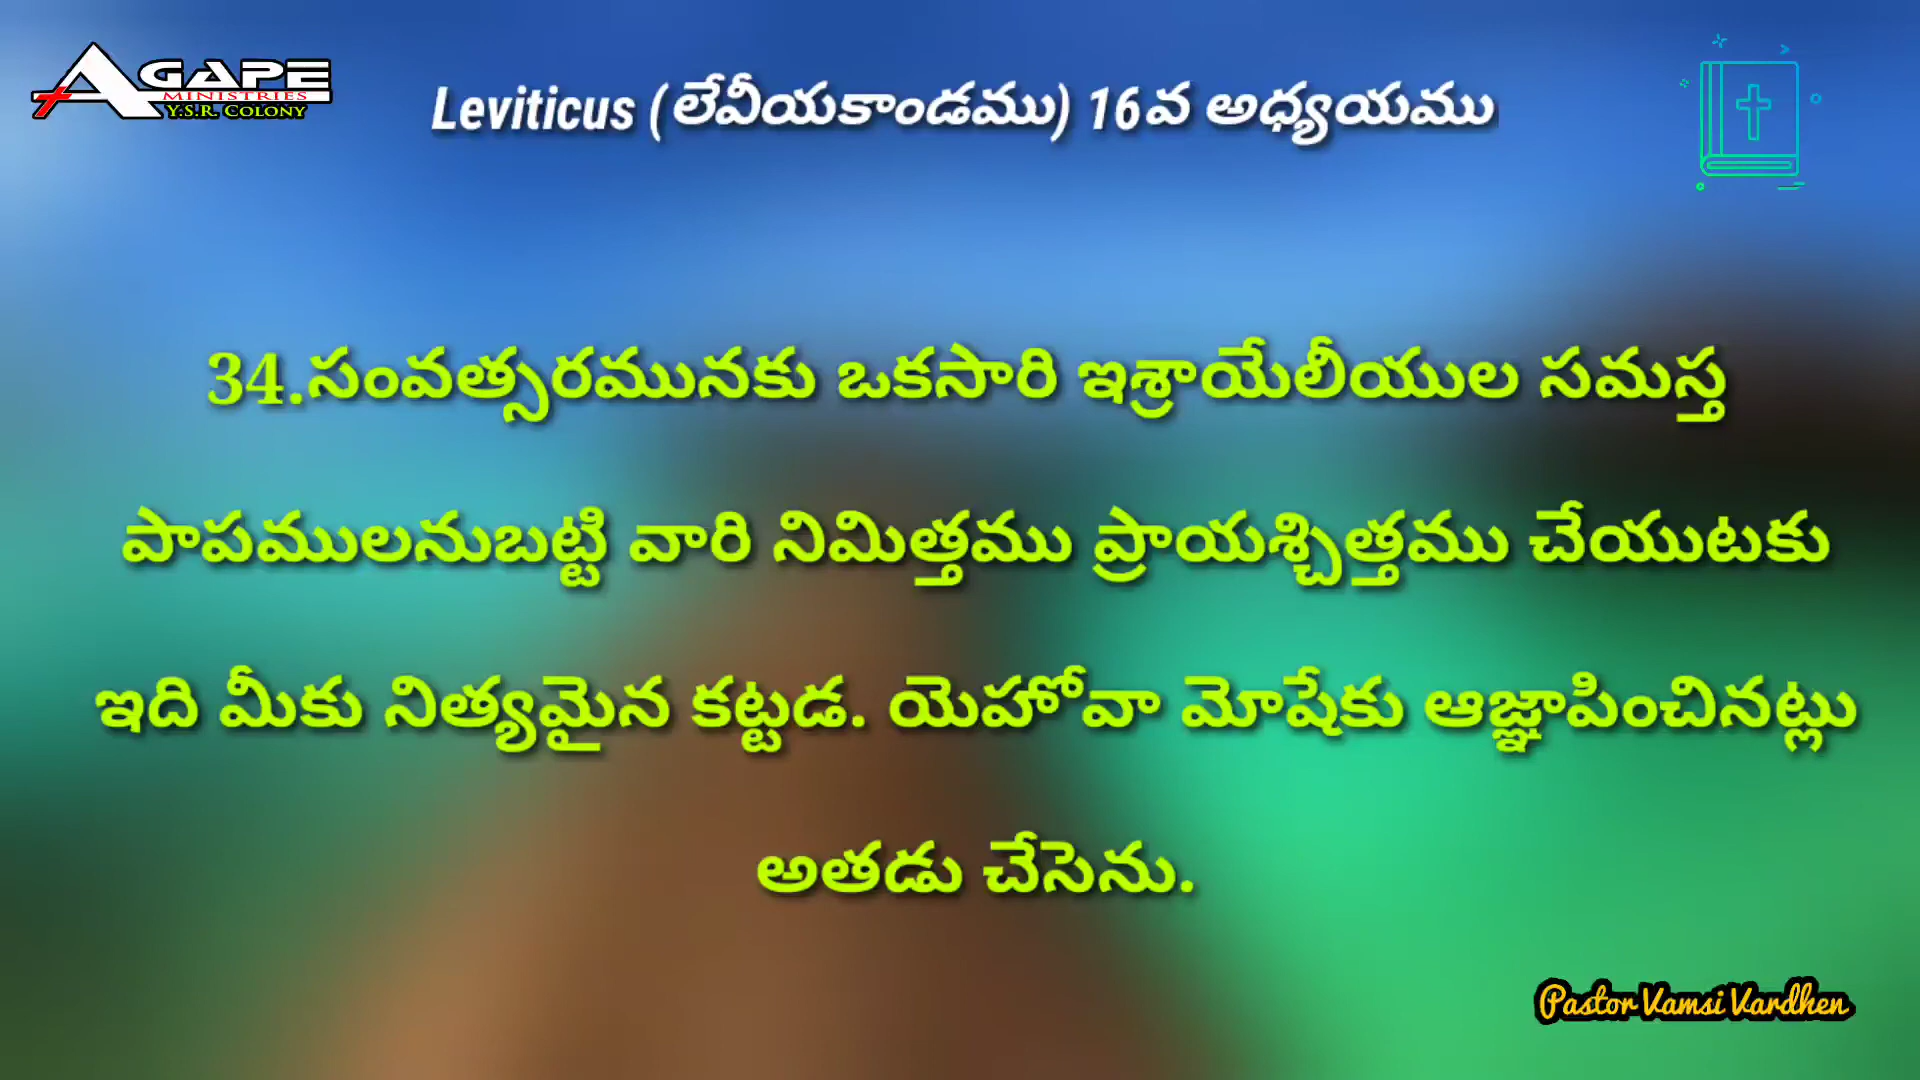 AGAPE
MINISTRIES
Y.S.R. COLONY
Leviticus (లేవీయకాండము) 16వ అధ్యయము
34.సంవత్సరమునకు ఒకసారి ఇశ్రాయేలీయుల సమస్త
పాపములనుబట్టి వారి నిమిత్తము ప్రాయశ్చిత్తము చేయుటకు
ఇది మీకు నిత్యమైన కట్టడ. యెహోవా మోషేకు ఆజ్ఞాపించినట్లు
అతడు చేసెను.
Pastor Vamsi Vardhen